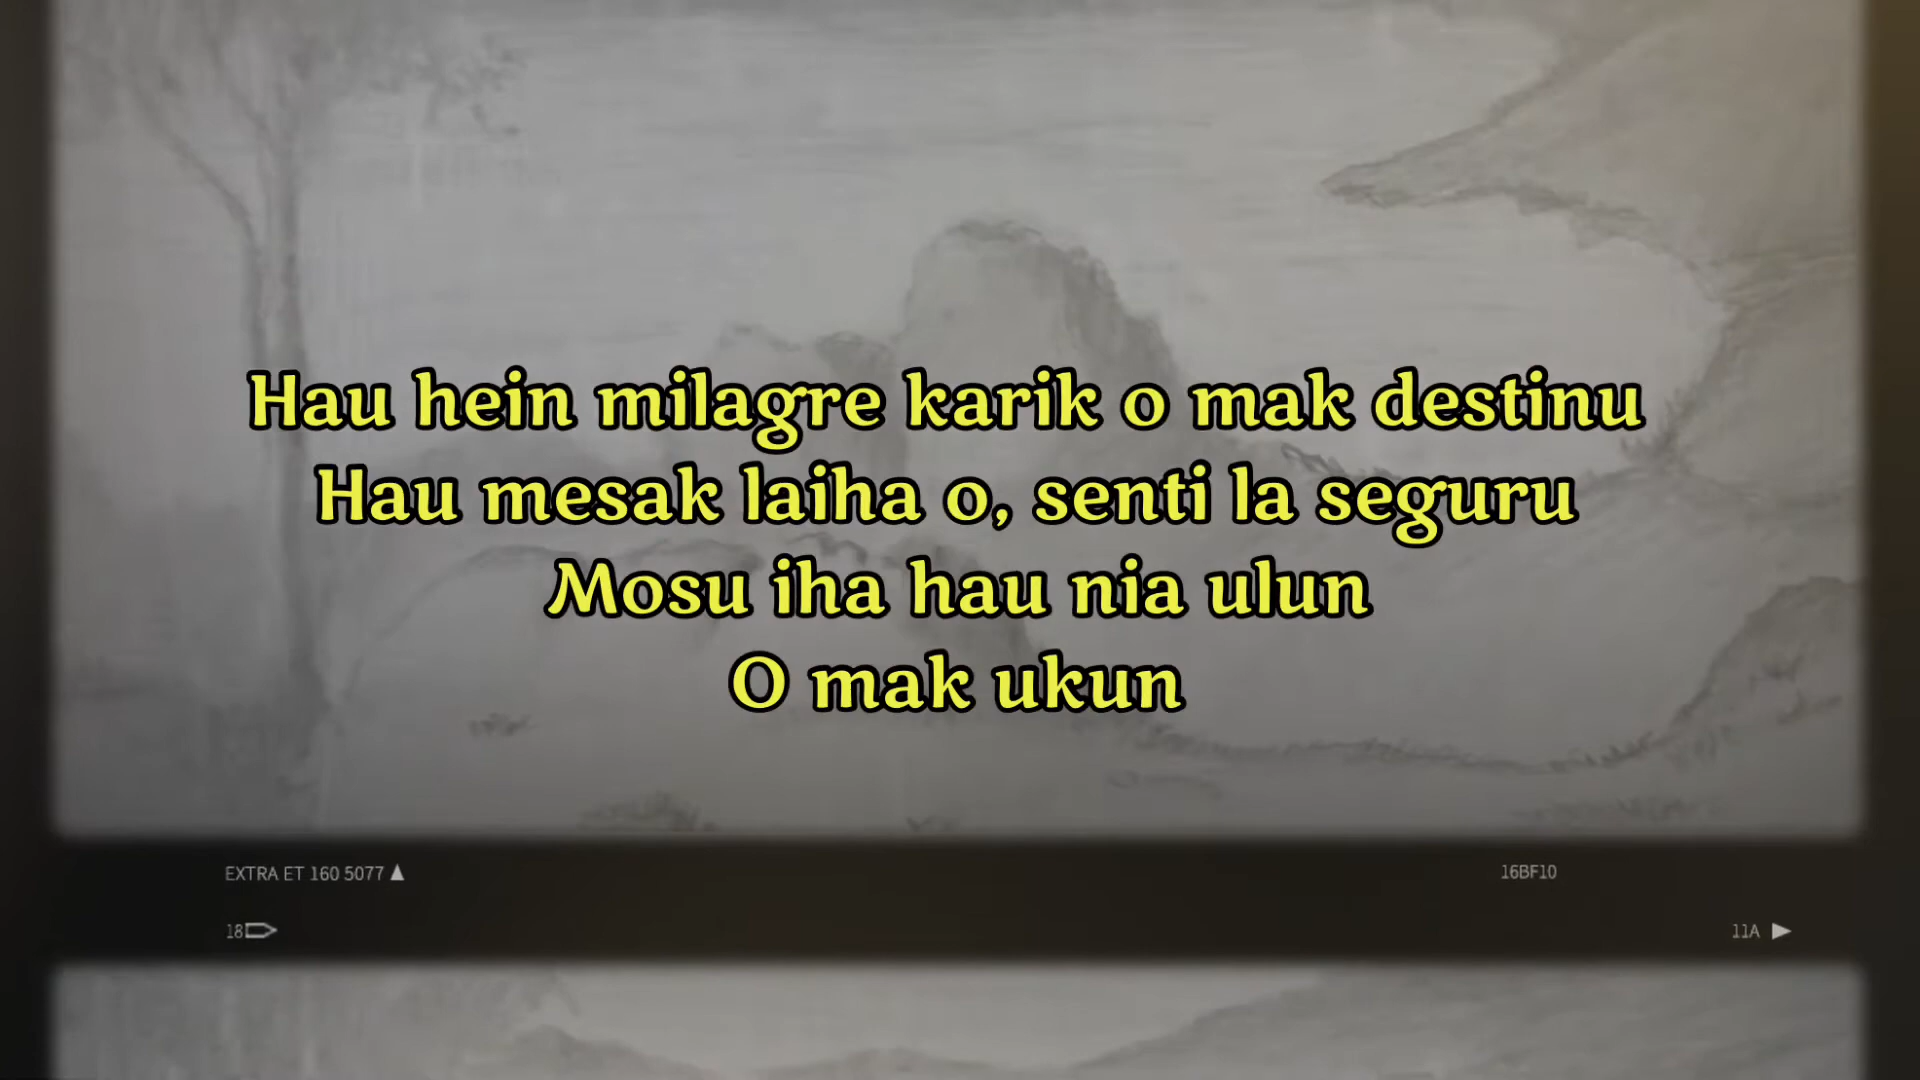 Hau hein milagre karik o mak destinu
Hau mesak laiha o, senti la seguru
Mosu iha hau nia ulun
O mak ukun
EXTRA ET 160 5077 ▲
16BF10
18
11A ▶